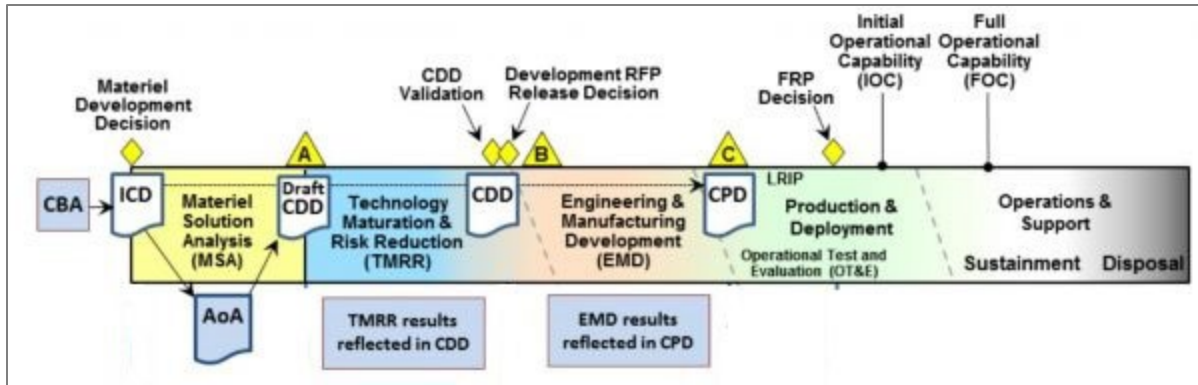 Materiel
Development
Decision
CDD
Validation
Development RFP
Release Decision
FRP
Decision
Initial
Operational
Capability
(IOC)
Full
Operational
Capability
(FOC)
A
B
C
CBA
ICD
Materiel
Solution
Analysis
(MSA)
Draft
CDD
Technology
Maturation &
Risk Reduction
(TMRR)
CDD
Engineering &
Manufacturing
Development
(EMD)
CPD
LRIP
Production &
Deployment
Operational Test and
Evaluation (OT&E)
Operations &
Support
Sustainment
Disposal
AoA
TMRR results
reflected in CDD
EMD results
reflected in CPD